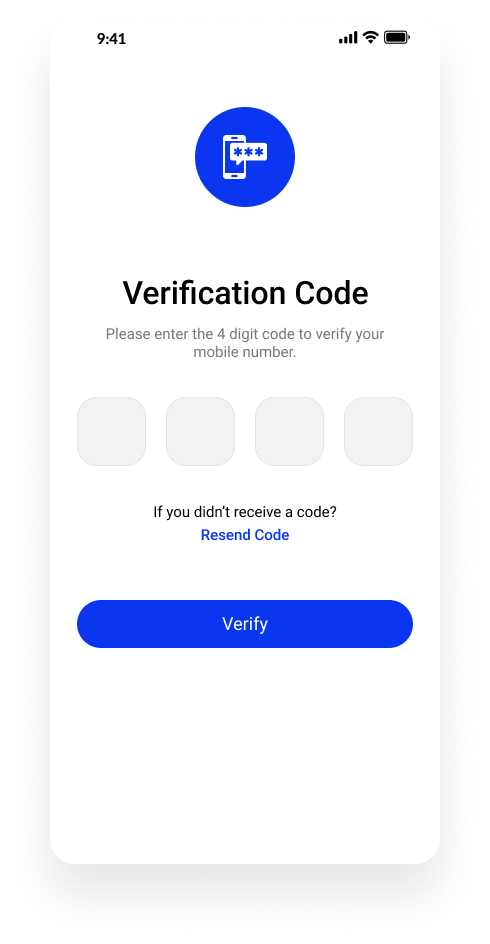 9:41
***
Verification Code
Please enter the 4 digit code to verify your
mobile number.
If you didn’t receive a code?
Resend Code
Verify